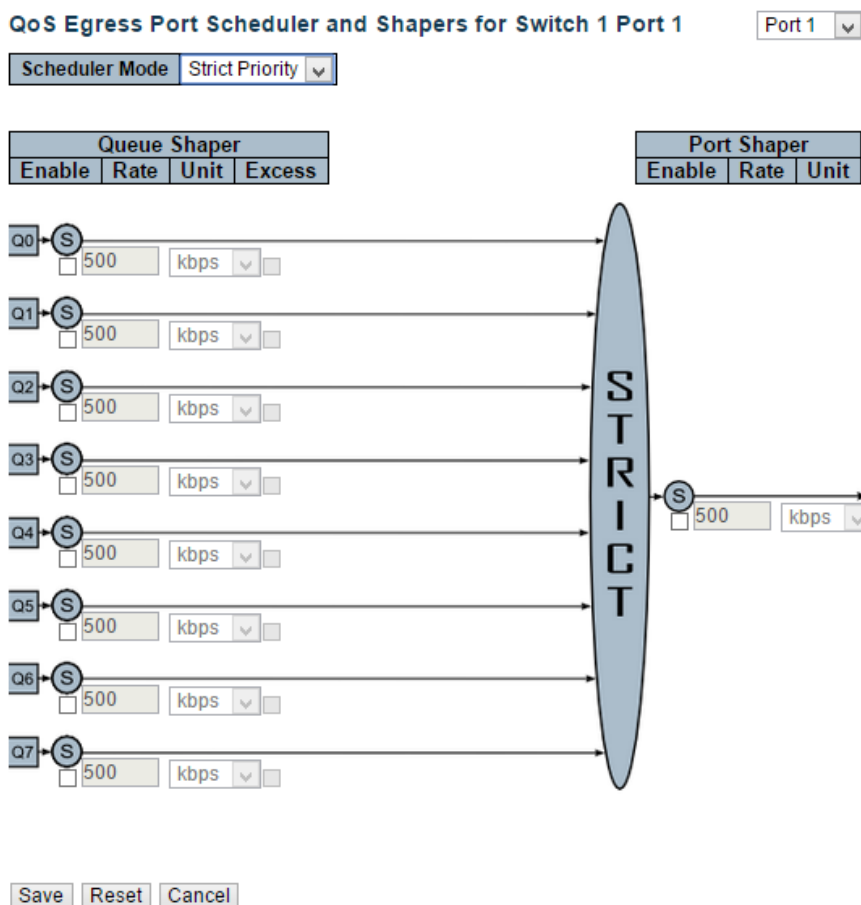 QoS Egress Port Scheduler and Shapers for Switch 1 Port 1 Port 1
Scheduler Mode Strict Priority
Queue Shaper Port Shaper
Enable Rate Unit Excess Enable Rate Unit
Q0 S
500 kbps
Q1 S
500 kbps
Q2 S
500 kbps
Q3 S
500 kbps
Q4 S
500 kbps
Q5 S
500 kbps
Q6 S
500 kbps
Q7 S
500 kbps
STRICT
S
500 kbps
Save Reset Cancel